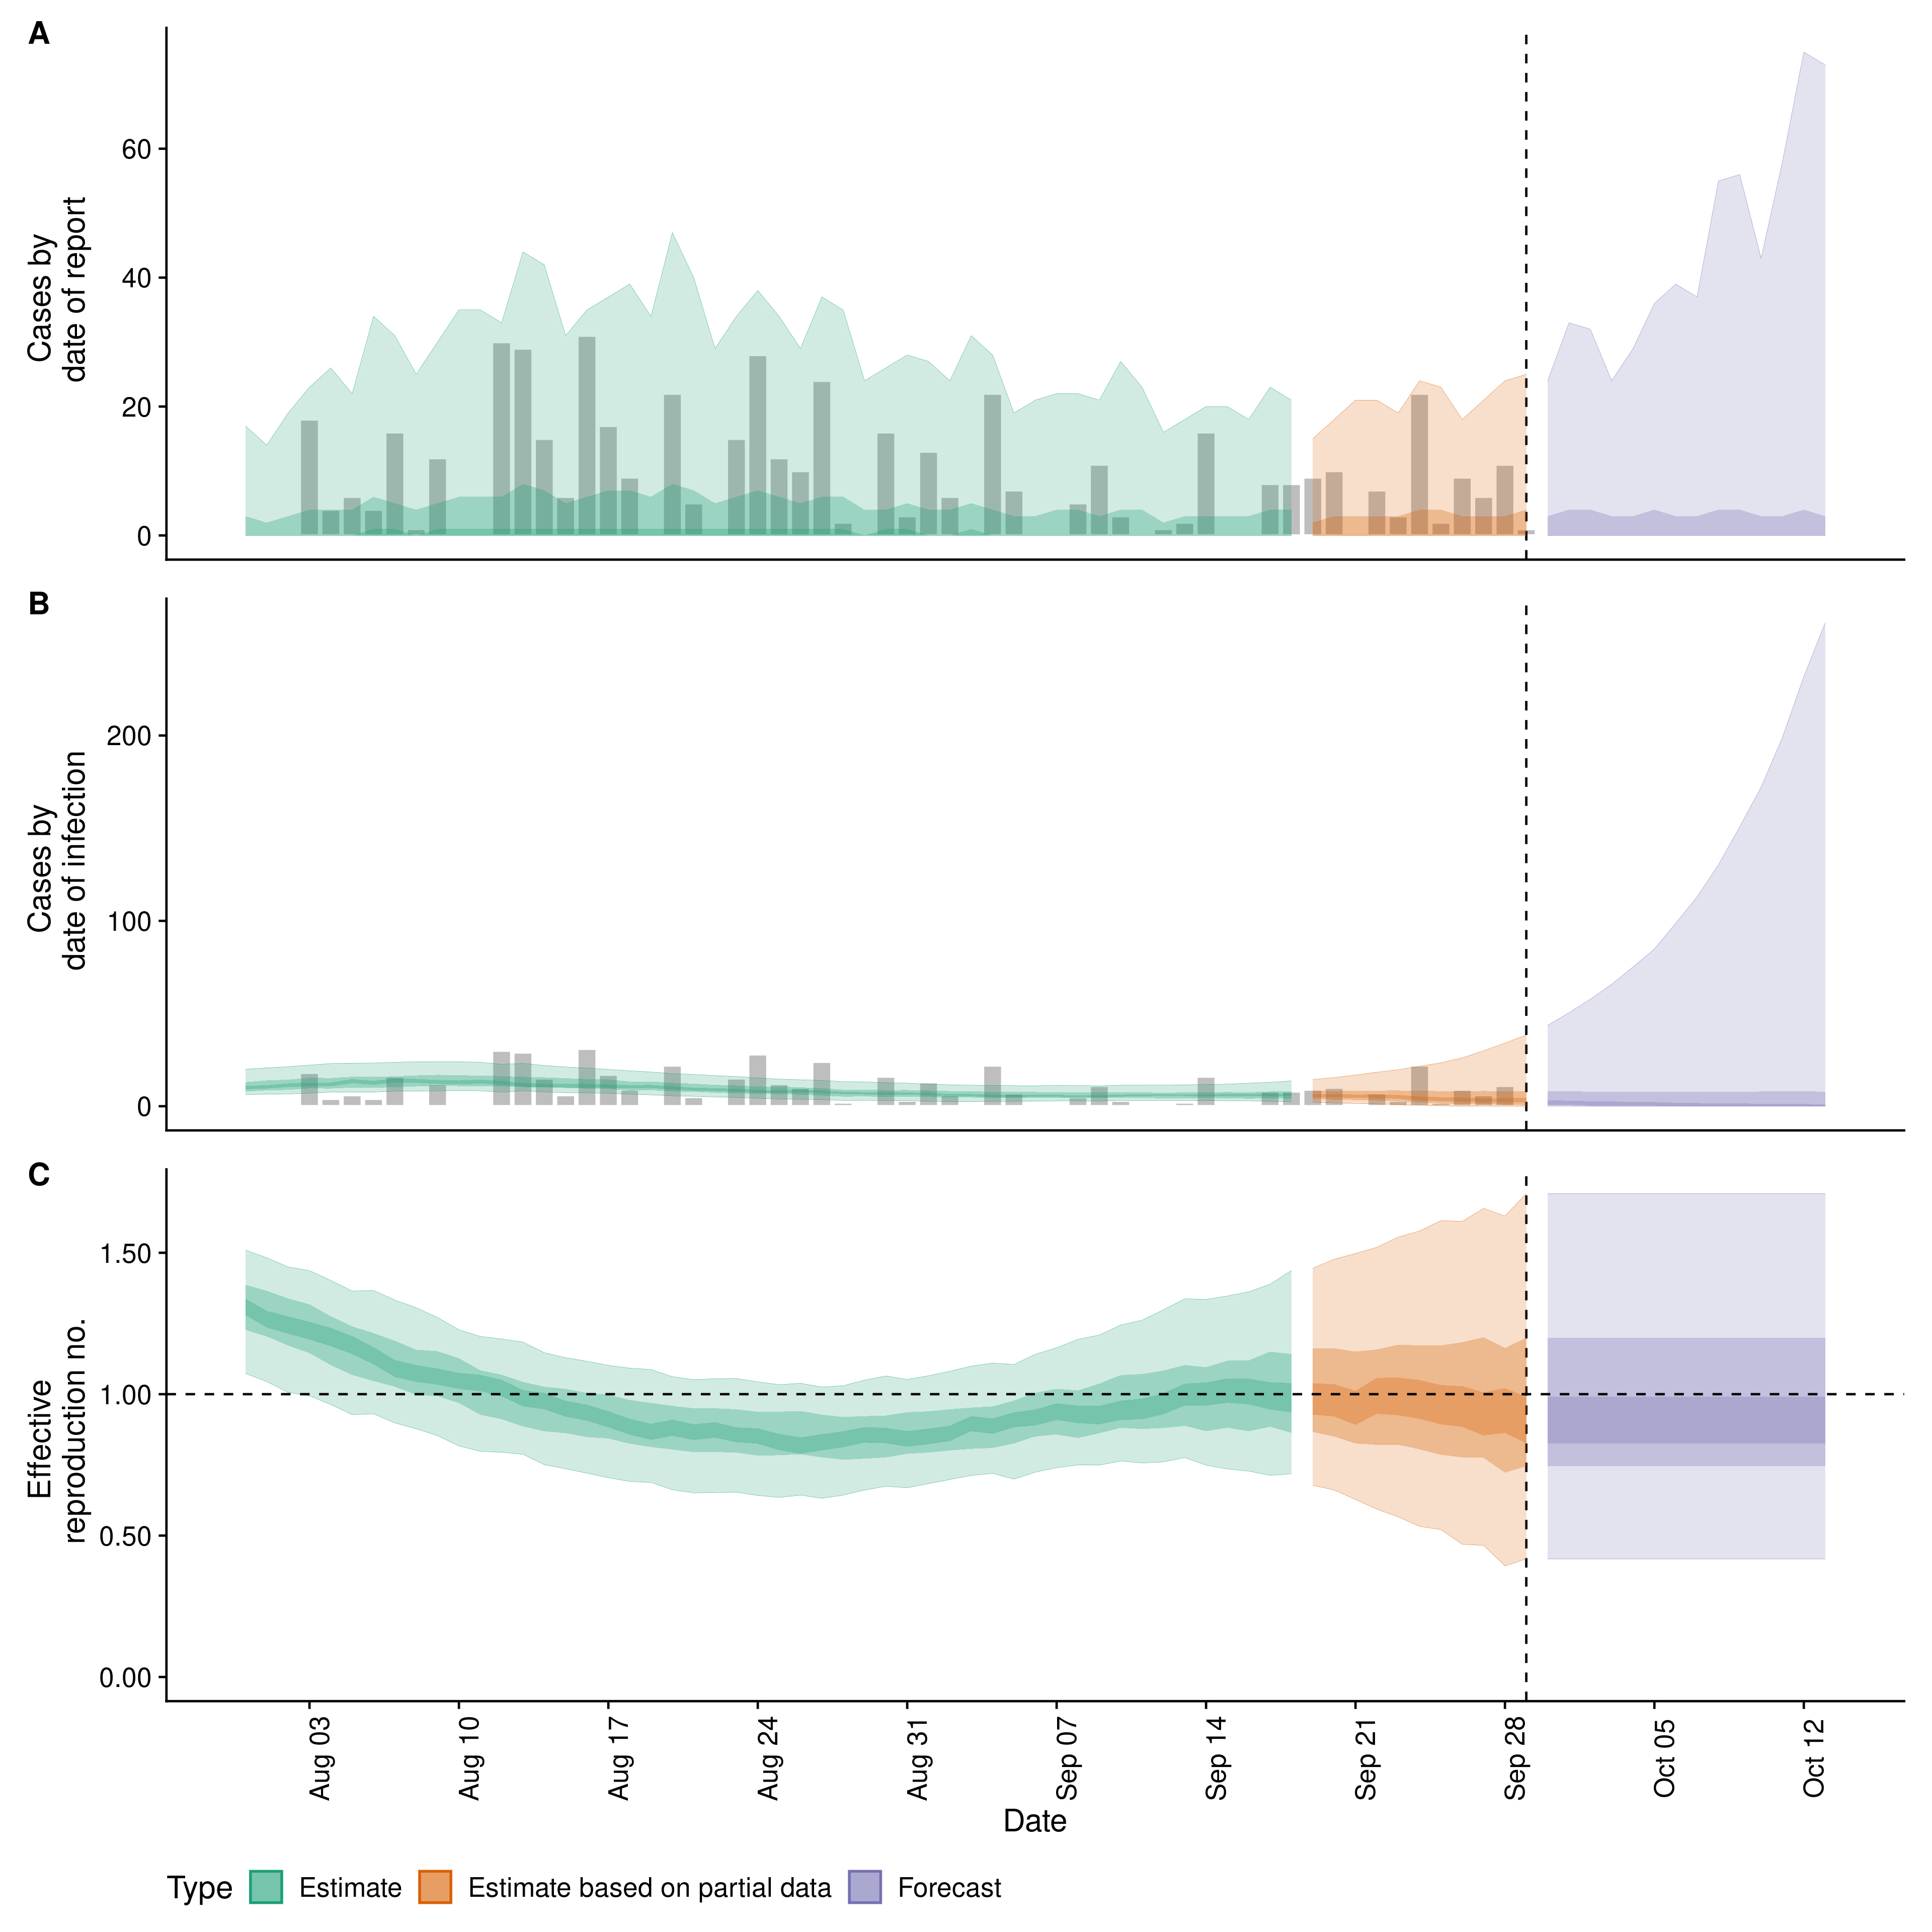 A
Cases by
date of report
60
40
20
0
B
Cases by
date of infection
200
100
0
C
Effective
reproduction no.
1.50
1.00
0.50
0.00
Aug 03
Aug 10
Aug 17
Aug 24
Aug 31
Sep 07
Sep 14
Sep 21
Sep 28
Oct 05
Oct 12
Date
Type
Estimate
Estimate based on partial data
Forecast